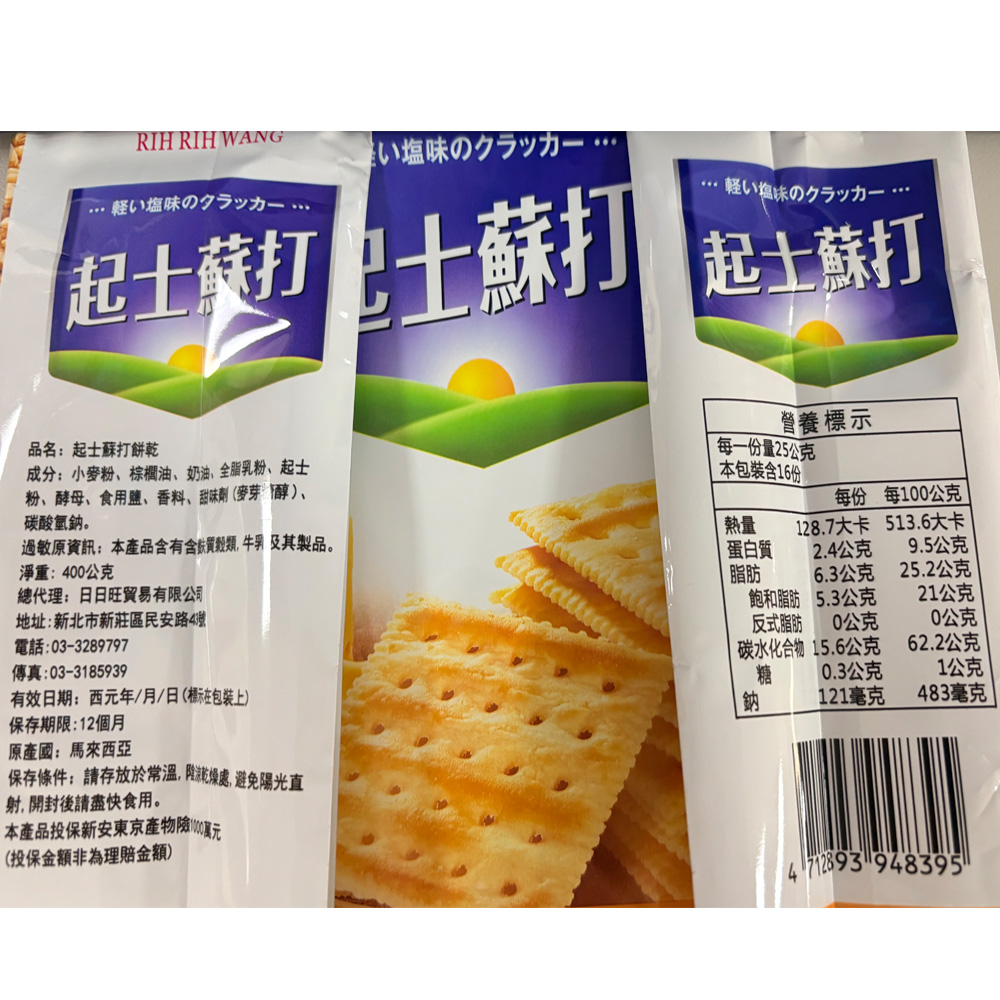 RIH RIH WANG
… 軽い塩味のクラッカー …
起士蘇打
品名：起士蘇打餅乾
成分：小麥粉、棕櫚油、奶油、全脂乳粉、起士
粉、酵母、食用鹽、香料、甜味劑(麥芽糖醇)、
碳酸氫鈉。
過敏原資訊：本產品含有含麩質穀類,牛乳及其製品。
淨重：400公克
總代理：日日旺貿易有限公司
地址:新北市新莊區民安路4號
電話:03-3289797
傳真:03-3185939
有效日期：西元年/月/日(標示在包裝上)
保存期限:12個月
原產國：馬來西亞
保存條件：請存放於常溫,陰涼乾燥處,避免陽光直
射,開封後請盡快食用。
本產品投保新安東京產物險1000萬元
(投保金額非為理賠金額)
い塩味のクラッカー …
起士蘇打
… 軽い塩味のクラッカー …
起士蘇打
營養標示
每一份量25公克
本包裝含16份
每份 每100公克
熱量 128.7大卡 513.6大卡
蛋白質 2.4公克 9.5公克
脂肪 6.3公克 25.2公克
飽和脂肪 5.3公克 21公克
反式脂肪 0公克 0公克
碳水化合物 15.6公克 62.2公克
糖 0.3公克 1公克
鈉 121毫克 483毫克
4 712893 948395